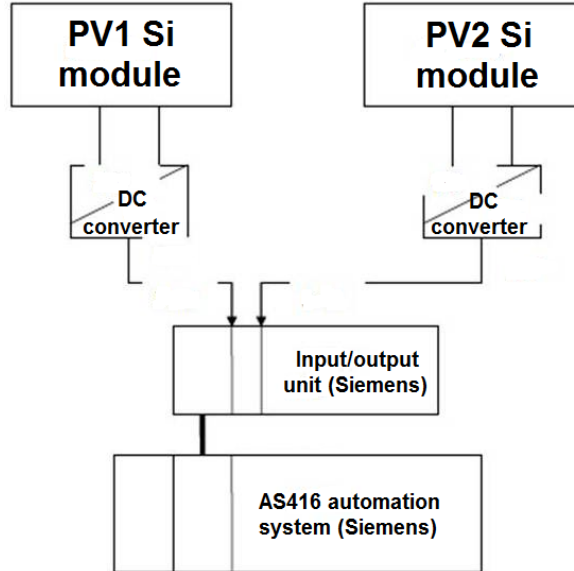 PV1 Si
module
PV2 Si
module
DC
converter
DC
converter
Input/output
unit (Siemens)
AS416 automation
system (Siemens)